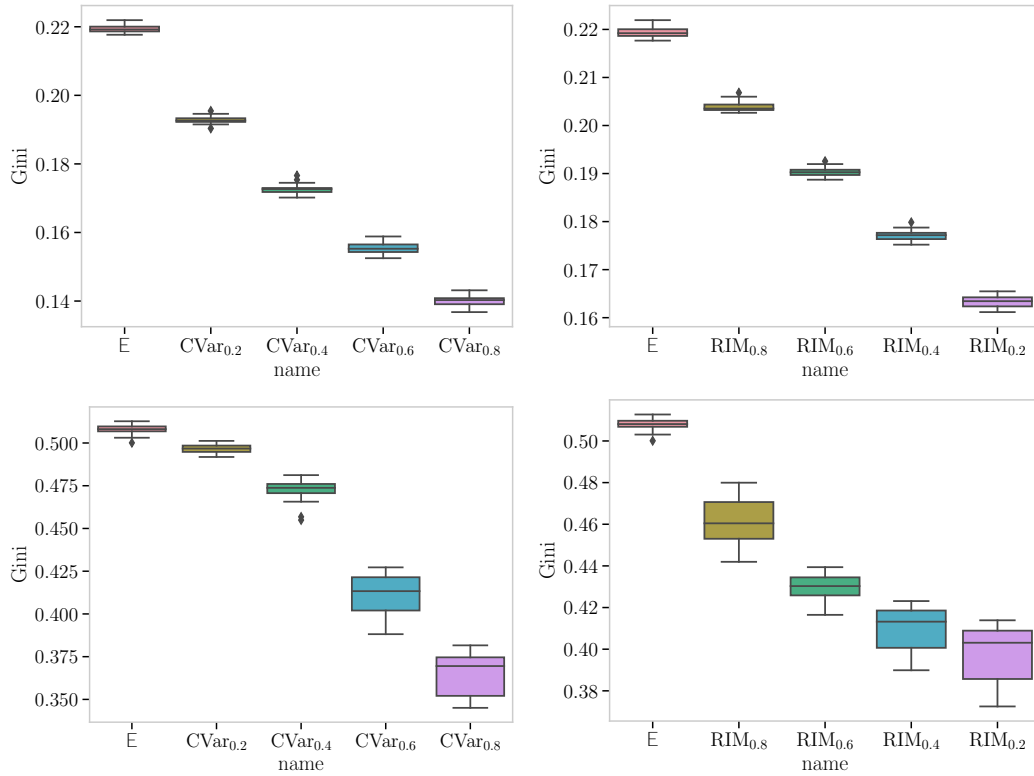 Gini
0.22
0.20
0.18
0.16
0.14
𝔼 CVar₀.₂ CVar₀.₄ CVar₀.₆ CVar₀.₈
name
Gini
0.22
0.21
0.20
0.19
0.18
0.17
0.16
𝔼 RIM₀.₈ RIM₀.₆ RIM₀.₄ RIM₀.₂
name
Gini
0.500
0.475
0.450
0.425
0.400
0.375
0.350
𝔼 CVar₀.₂ CVar₀.₄ CVar₀.₆ CVar₀.₈
name
Gini
0.50
0.48
0.46
0.44
0.42
0.40
0.38
𝔼 RIM₀.₈ RIM₀.₆ RIM₀.₄ RIM₀.₂
name